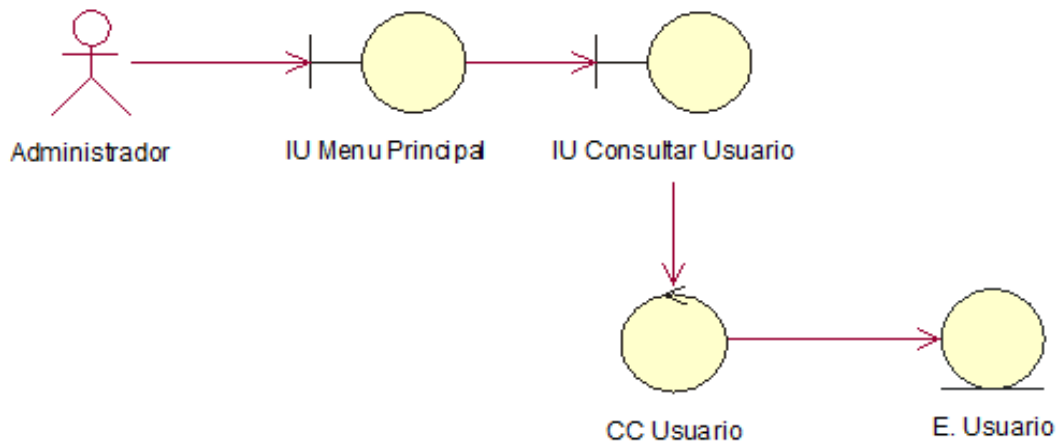 Administrador
IU Menu Principal
IU Consultar Usuario
CC Usuario
E. Usuario